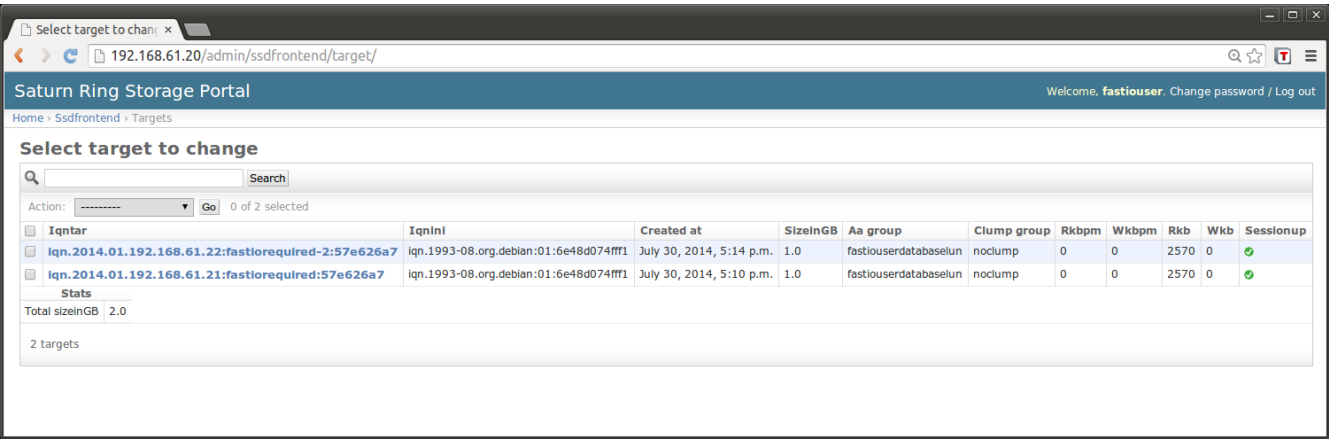 Select target to chang
192.168.61.20/admin/ssdfrontend/target/
Saturn Ring Storage Portal
Welcome, fastiouser. Change password / Log out
Home › Ssdfrontend › Targets
Select target to change
Search
Action: --------- Go 0 of 2 selected
Iqntar Iqnini Created at SizeinGB Aa group Clump group Rkbpm Wkbpm Rkb Wkb Sessionup
iqn.2014.01.192.168.61.22:fastiorequired-2:57e626a7 iqn.1993-08.org.debian:01:6e48d074fff1 July 30, 2014, 5:14 p.m. 1.0 fastiouserdatabaselun noclump 0 0 2570 0
iqn.2014.01.192.168.61.21:fastiorequired:57e626a7 iqn.1993-08.org.debian:01:6e48d074fff1 July 30, 2014, 5:10 p.m. 1.0 fastiouserdatabaselun noclump 0 0 2570 0
Stats
Total sizeinGB 2.0
2 targets